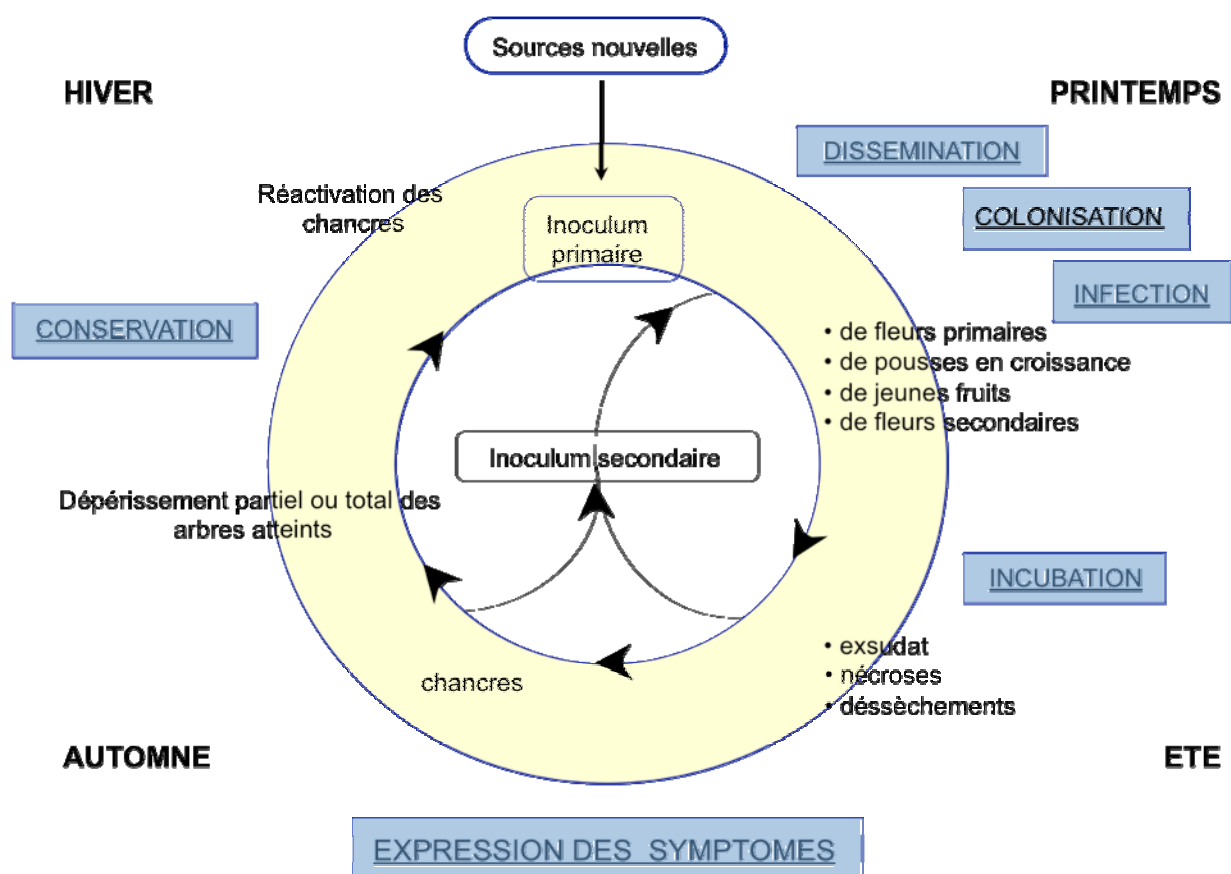 Sources nouvelles
HIVER
PRINTEMPS
DISSEMINATION
Réactivation des
chancres
Inoculum
primaire
COLONISATION
INFECTION
CONSERVATION
• de fleurs primaires
• de pousses en croissance
• de jeunes fruits
• de fleurs secondaires
Inoculum secondaire
Dépérissement partiel ou total des
arbres atteints
INCUBATION
• exsudat
• nécroses
• déssèchements
chancres
AUTOMNE
ETE
EXPRESSION DES SYMPTOMES